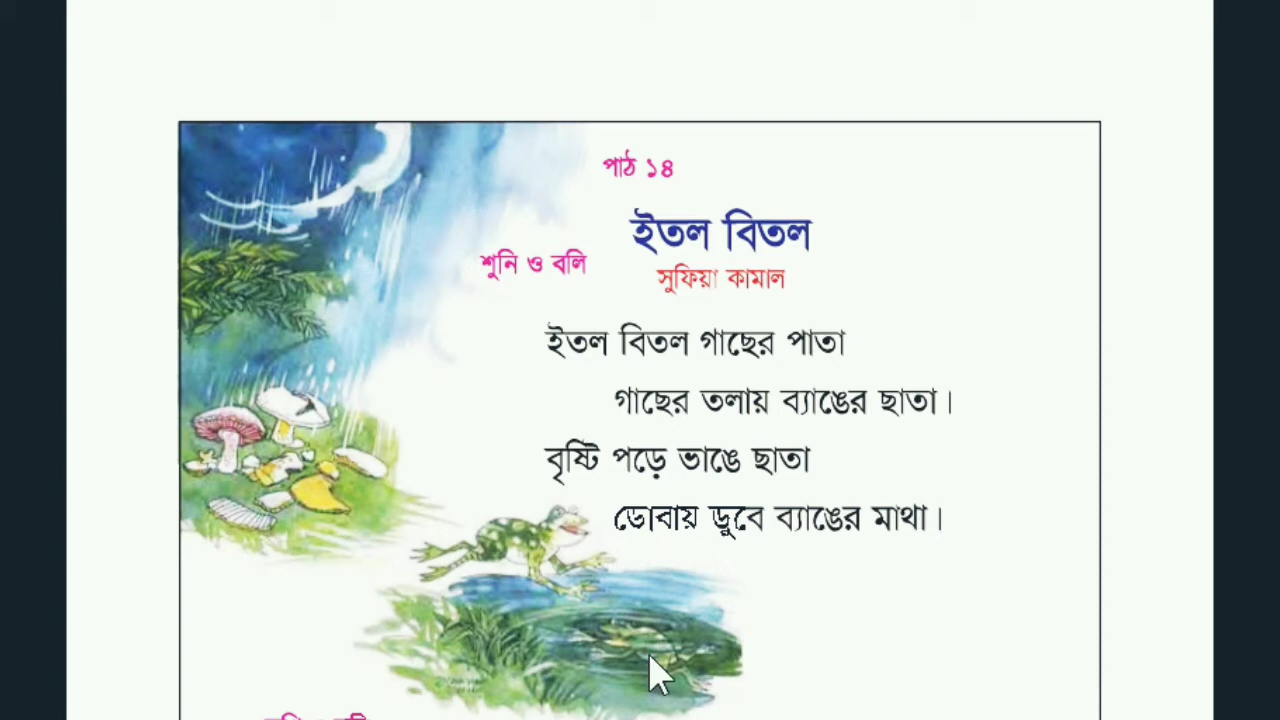 পাঠ ১৪
ইতল বিতল
শুনি ও বলি
সুফিয়া কামাল
ইতল বিতল গাছের পাতা
গাছের তলায় ব্যাঙের ছাতা।
বৃষ্টি পড়ে ভাঙে ছাতা
ডোবায় ডুবে ব্যাঙের মাথা।